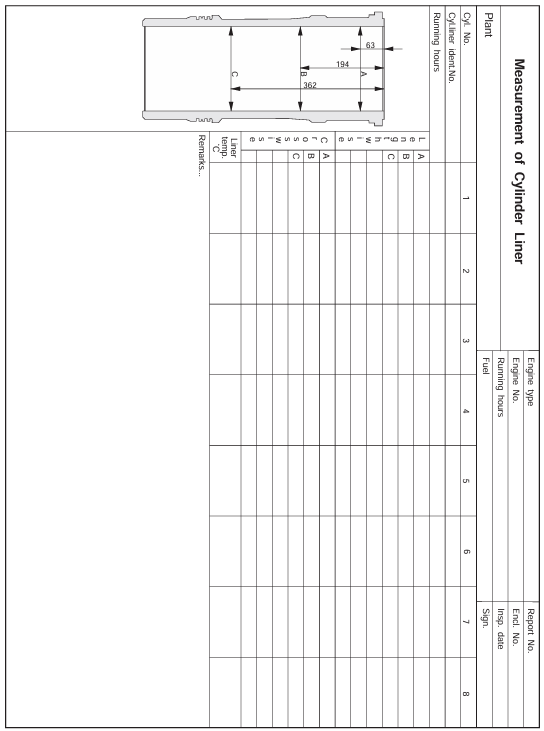 Measurement of Cylinder Liner
Plant
Engine type
Engine No.
Running hours
Fuel
Report No.
Encl. No.
Insp. date
Sign.
Cyl. No. 1 2 3 4 5 6 7 8
Cyl.liner ident.No.
Running hours
Lengthwise
A
B
C
Crosswise
A
B
C
Liner temp. °C
Remarks...
63
194
362
A
B
C